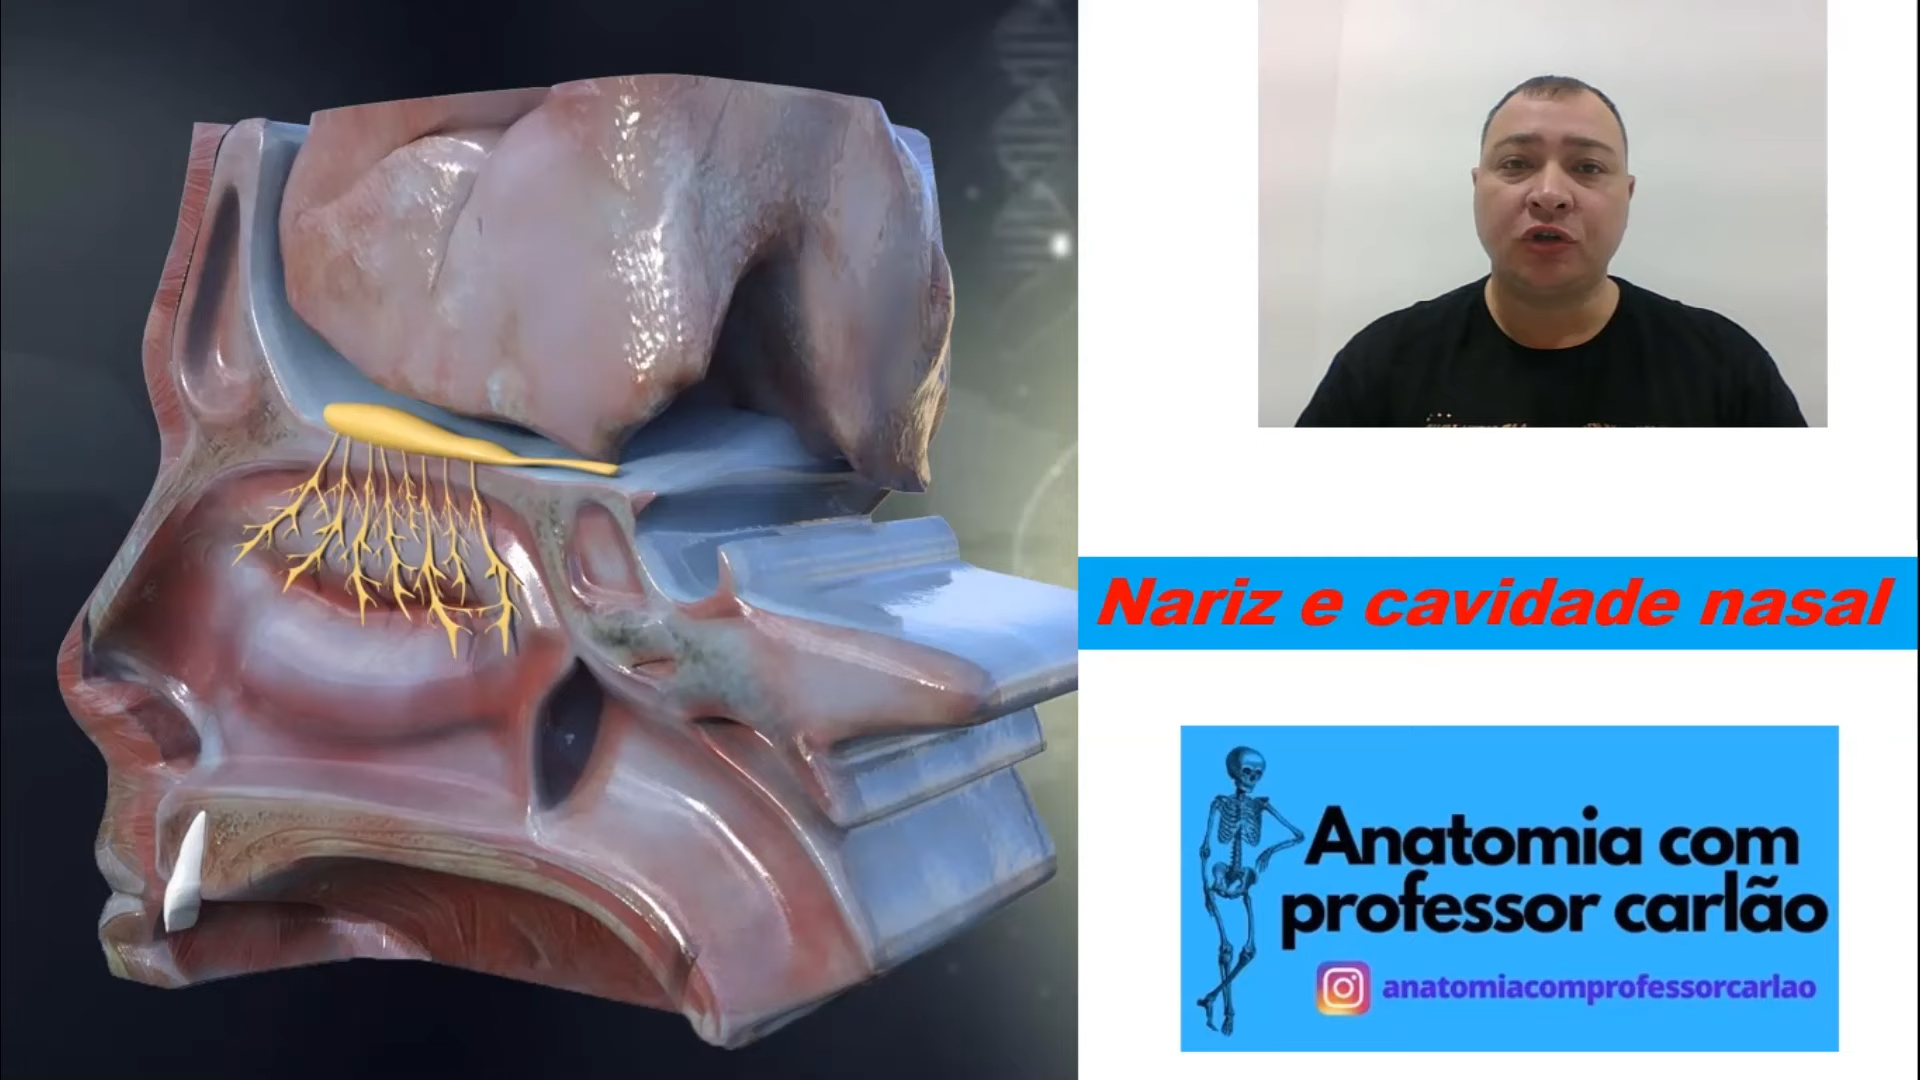 Nariz e cavidade nasal
Anatomia com
professor carlão
anatomiacomprofessorcarlao